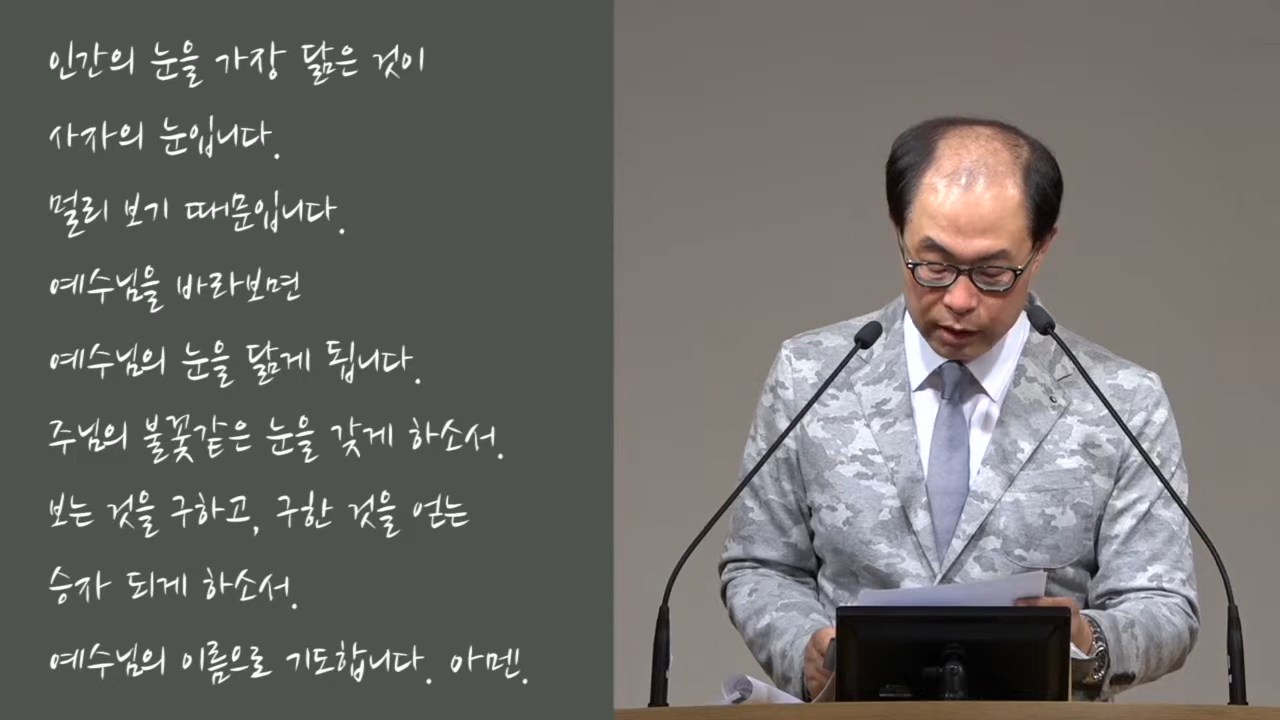 인간의 눈을 가장 닮은 것이
사자의 눈입니다.
멀리 보기 때문입니다.
예수님을 바라보면
예수님의 눈을 닮게 됩니다.
주님의 불꽃같은 눈을 갖게 하소서.
보는 것을 구하고, 구한 것을 얻는
승자 되게 하소서.
예수님의 이름으로 기도합니다. 아멘.